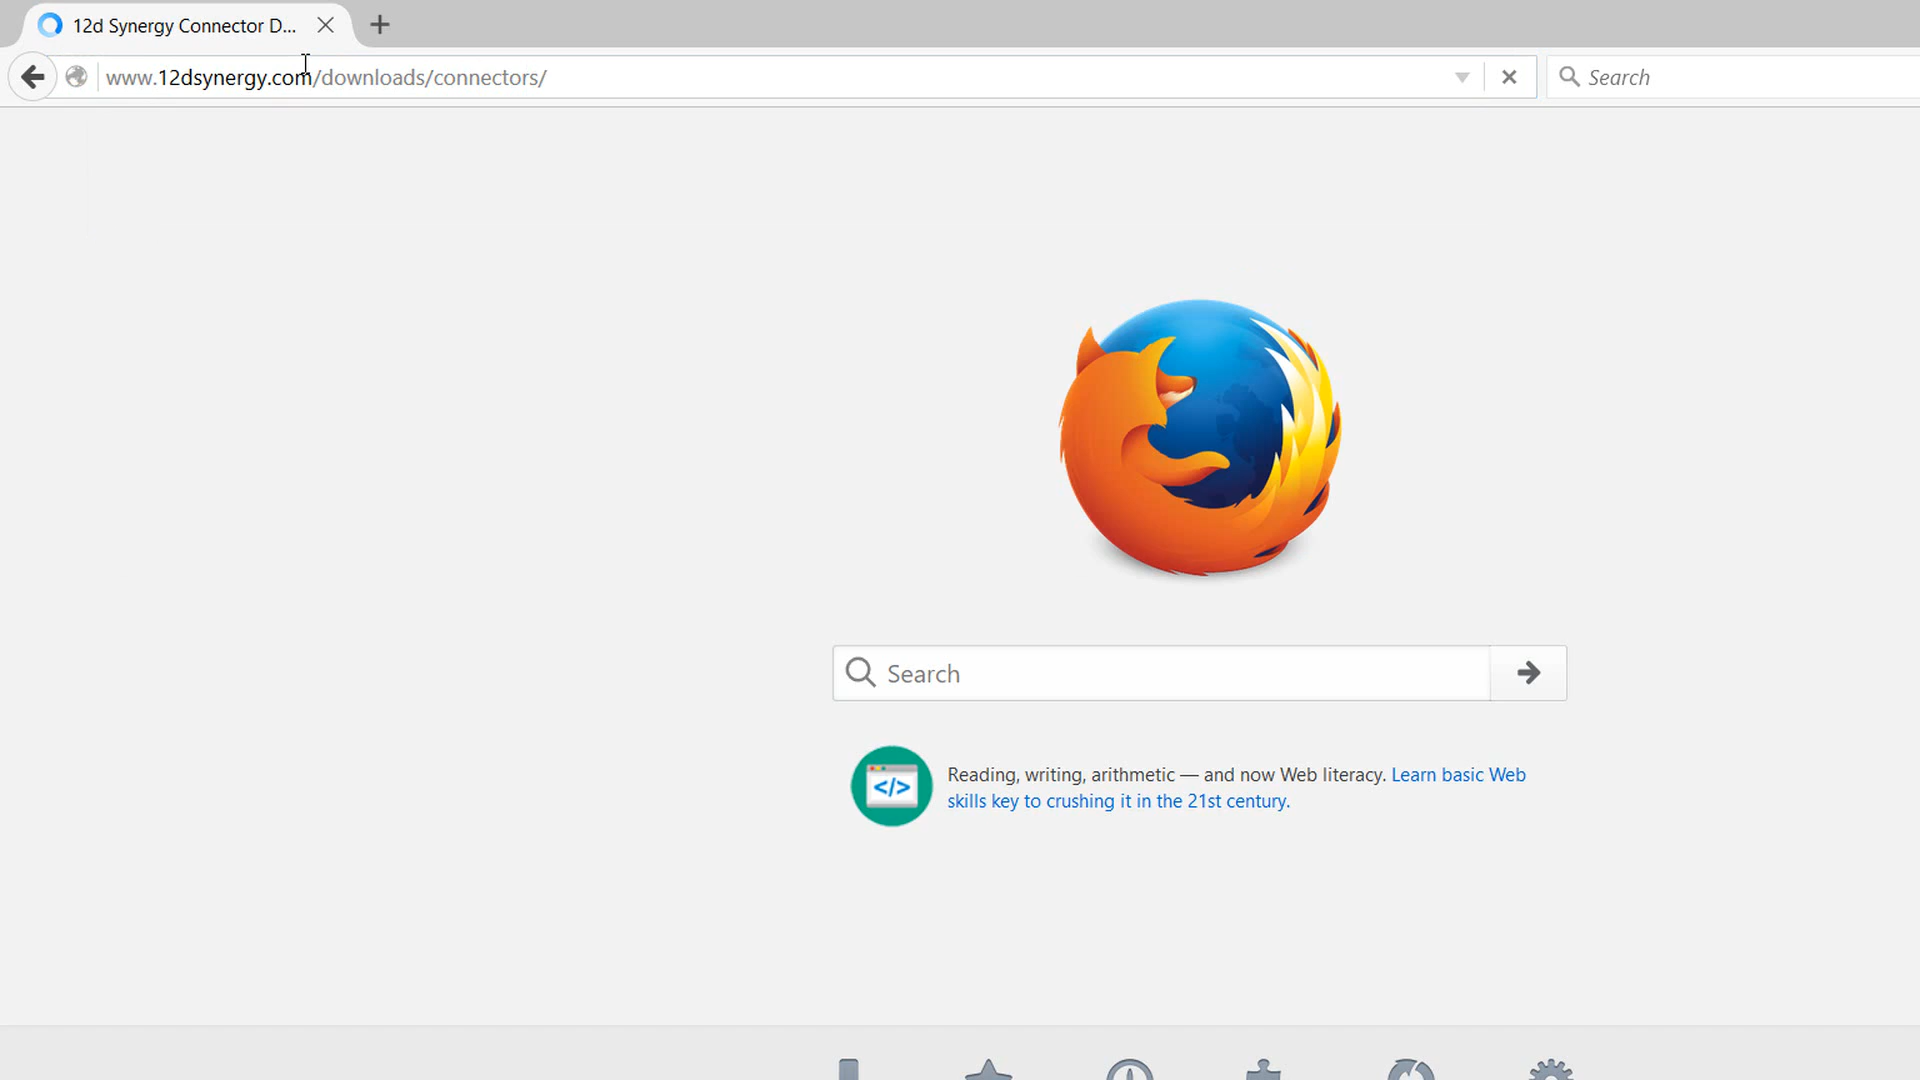 12d Synergy Connector D...
www.12dsynergy.com/downloads/connectors/
Search
Search
</>
Reading, writing, arithmetic — and now Web literacy. Learn basic Web
skills key to crushing it in the 21st century.